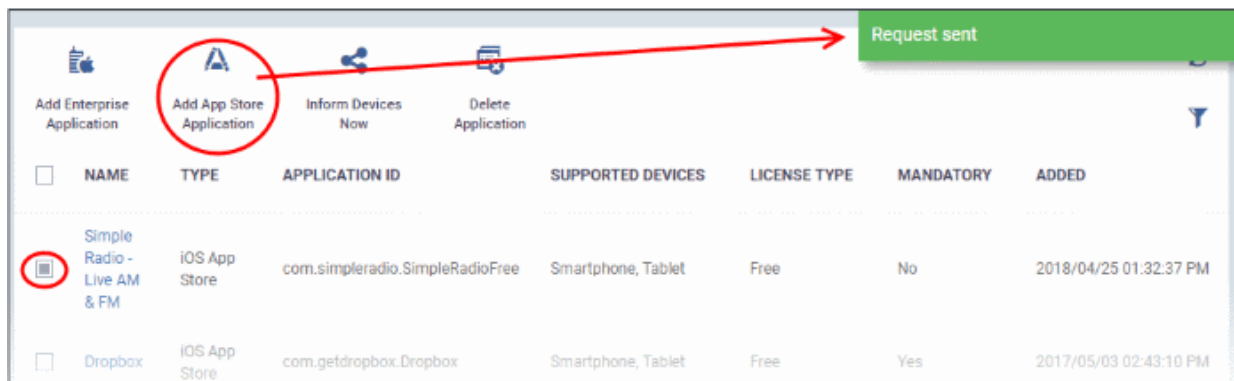 Request sent
Add Enterprise
Application
Add App Store
Application
Inform Devices
Now
Delete
Application
NAME TYPE APPLICATION ID SUPPORTED DEVICES LICENSE TYPE MANDATORY ADDED
Simple
Radio -
Live AM
& FM
iOS App
Store
com.simpleradio.SimpleRadioFree
Smartphone, Tablet
Free
No
2018/04/25 01:32:37 PM
Dropbox
iOS App
Store
com.getdropbox.Dropbox
Smartphone, Tablet
Free
Yes
2017/05/03 02:43:10 PM